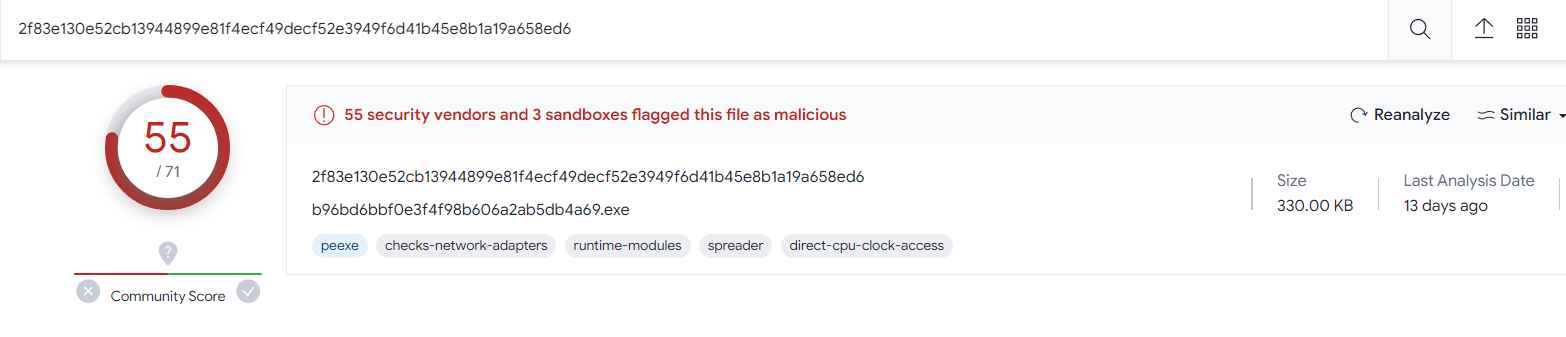 2f83e130e52cb13944899e81f4ecf49decf52e3949f6d41b45e8b1a19a658ed6
55
/ 71
?
Community Score
55 security vendors and 3 sandboxes flagged this file as malicious
Reanalyze
Similar
2f83e130e52cb13944899e81f4ecf49decf52e3949f6d41b45e8b1a19a658ed6
b96bd6bbf0e3f4f98b606a2ab5db4a69.exe
peexe checks-network-adapters runtime-modules spreader direct-cpu-clock-access
Size
330.00 KB
Last Analysis Date
13 days ago